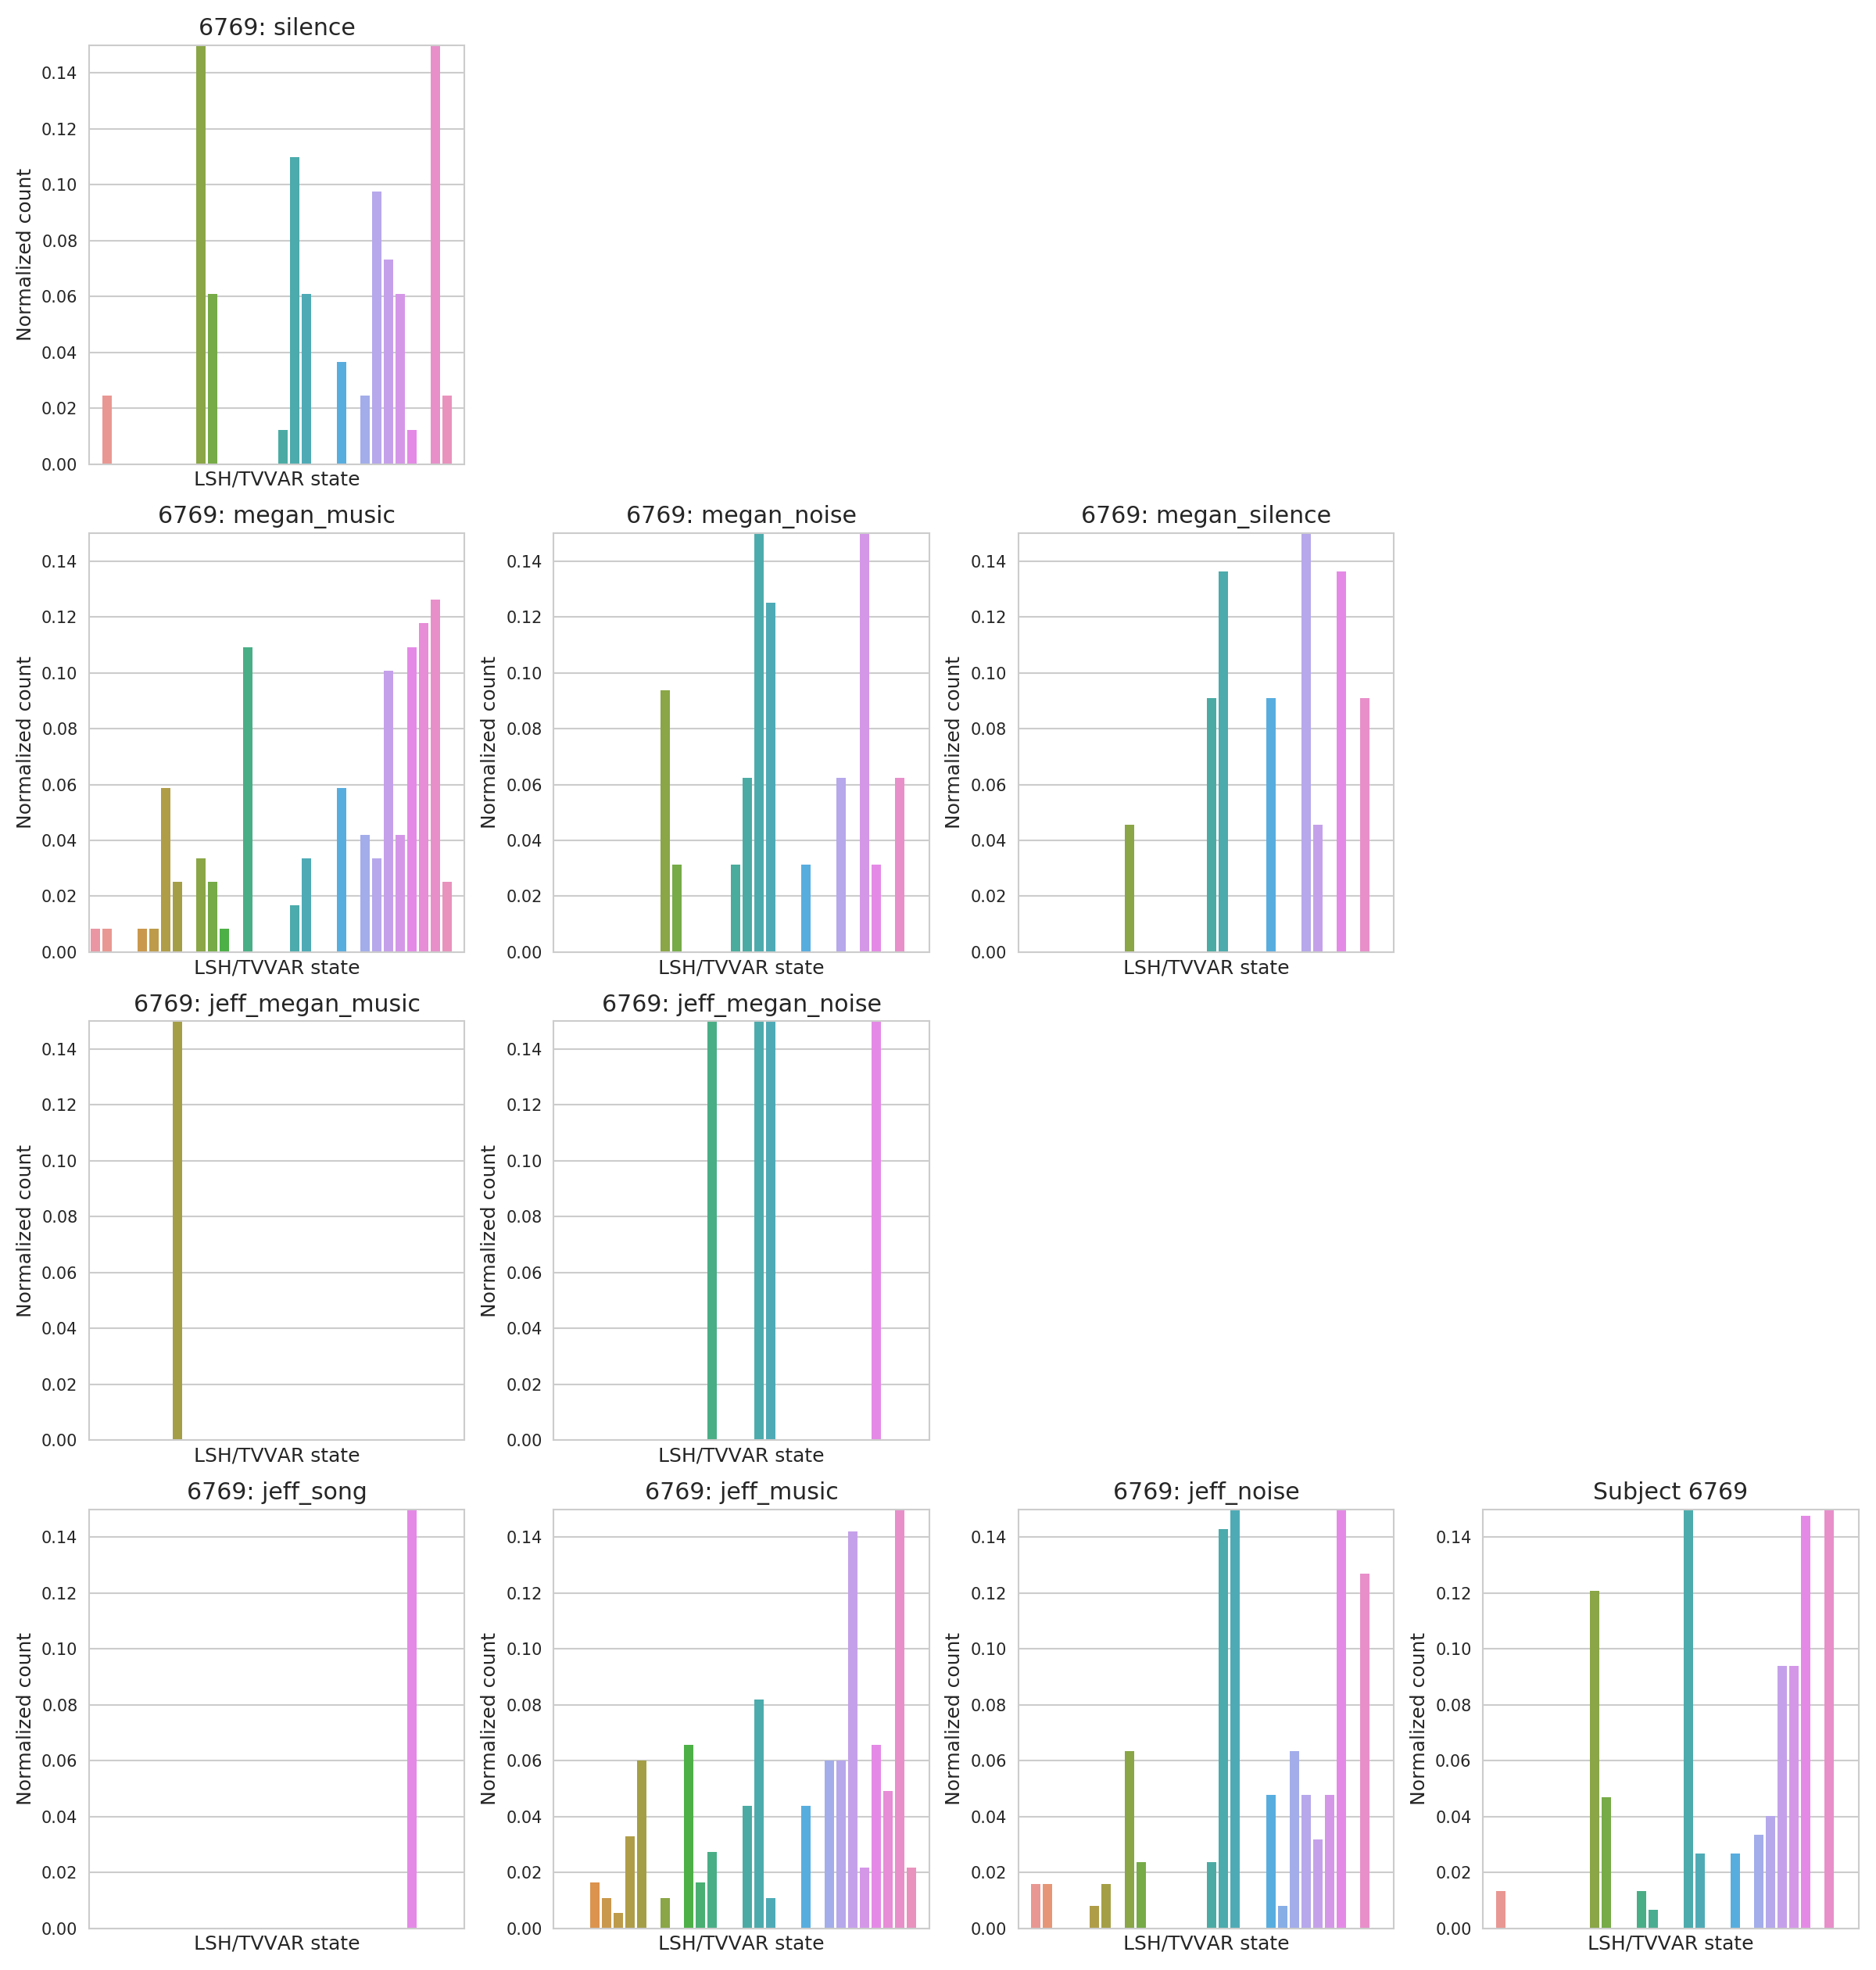 6769: silence
Normalized count
0.14
0.12
0.10
0.08
0.06
0.04
0.02
0.00
LSH/TVVAR state
6769: megan_music
Normalized count
0.14
0.12
0.10
0.08
0.06
0.04
0.02
0.00
LSH/TVVAR state
6769: megan_noise
Normalized count
0.14
0.12
0.10
0.08
0.06
0.04
0.02
0.00
LSH/TVVAR state
6769: megan_silence
Normalized count
0.14
0.12
0.10
0.08
0.06
0.04
0.02
0.00
LSH/TVVAR state
6769: jeff_megan_music
Normalized count
0.14
0.12
0.10
0.08
0.06
0.04
0.02
0.00
LSH/TVVAR state
6769: jeff_megan_noise
Normalized count
0.14
0.12
0.10
0.08
0.06
0.04
0.02
0.00
LSH/TVVAR state
6769: jeff_song
Normalized count
0.14
0.12
0.10
0.08
0.06
0.04
0.02
0.00
LSH/TVVAR state
6769: jeff_music
Normalized count
0.14
0.12
0.10
0.08
0.06
0.04
0.02
0.00
LSH/TVVAR state
6769: jeff_noise
Normalized count
0.14
0.12
0.10
0.08
0.06
0.04
0.02
0.00
LSH/TVVAR state
Subject 6769
Normalized count
0.14
0.12
0.10
0.08
0.06
0.04
0.02
0.00
LSH/TVVAR state